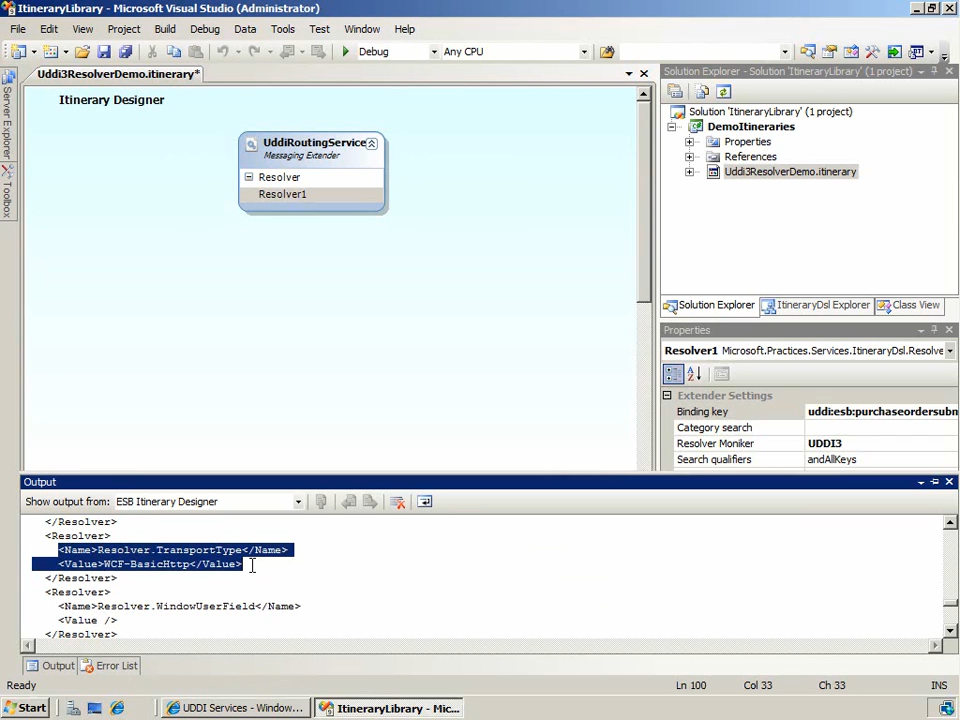 ItineraryLibrary - Microsoft Visual Studio (Administrator)
File Edit View Project Build Debug Data Tools Test Window Help
Debug Any CPU
Uddi3ResolverDemo.itinerary*
Server Explorer
Toolbox
Itinerary Designer
UddiRoutingService
Messaging Extender
Resolver
Resolver1
Solution Explorer - Solution 'ItineraryLibrary' (1 project)
Solution 'ItineraryLibrary' (1 project)
DemoItineraries
Properties
References
Uddi3ResolverDemo.itinerary
Solution Explorer ItineraryDsl Explorer Class View
Properties
Resolver1 Microsoft.Practices.Services.ItineraryDsl.Resolve
Extender Settings
Binding key uddi:esb:purchaseordersubm
Category search
Resolver Moniker UDDI3
Search qualifiers andAllKeys
Output
Show output from: ESB Itinerary Designer
</Resolver>
<Resolver>
<Name>Resolver.TransportType</Name>
<Value>WCF-BasicHttp</Value>
</Resolver>
<Resolver>
<Name>Resolver.WindowUserField</Name>
<Value />
</Resolver>
Output Error List
Ready Ln 100 Col 33 Ch 33 INS
Start UDDI Services - Window... ItineraryLibrary - Mic...